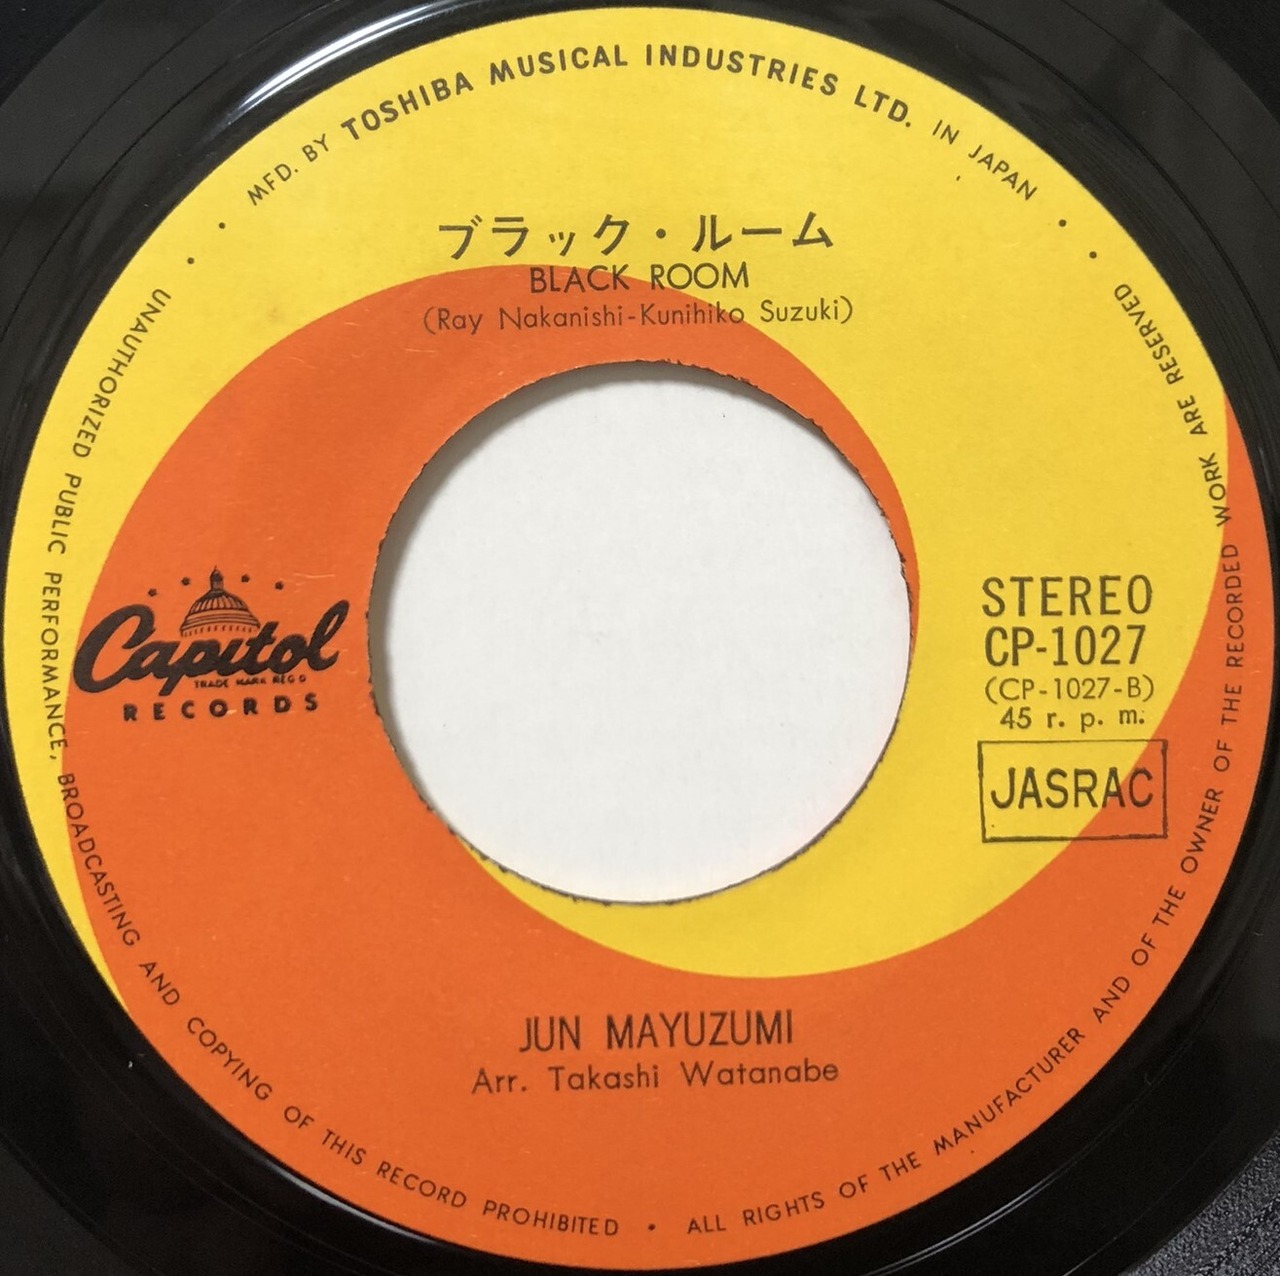 MFD. BY TOSHIBA MUSICAL INDUSTRIES LTD. IN JAPAN
ブラック・ルーム
BLACK ROOM
(Ray Nakanishi-Kunihiko Suzuki)
Capitol
TRADE MARK REG'D
RECORDS
STEREO
CP-1027
(CP-1027-B)
45 r. p. m.
JASRAC
JUN MAYUZUMI
Arr. Takashi Watanabe
UNAUTHORIZED PUBLIC PERFORMANCE, BROADCASTING AND COPYING OF THIS RECORD PROHIBITED • ALL RIGHTS OF THE MANUFACTURER AND OF THE OWNER OF THE RECORDED WORK ARE RESERVED